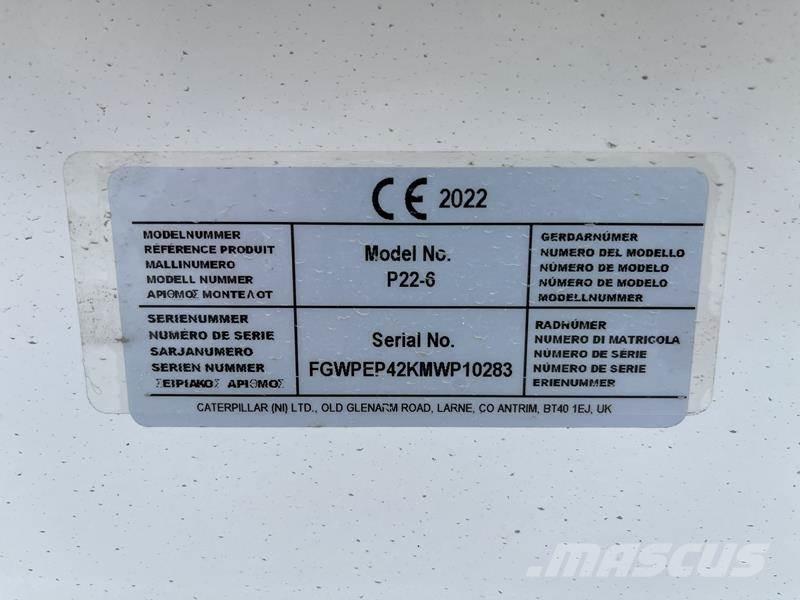 CE 2022
MODELNUMMER
RÉFÉRENCE PRODUIT
MALLINUMERO
MODELL NUMMER
ΑΡΙΘΜΟΣ ΜΟΝΤΕΛΟΤ
Model No.
P22-6
GERDARNÚMER
NUMERO DEL MODELLO
NÚMERO DE MODELO
NÚMERO DE MODELO
MODELLNUMMER
SERIENUMMER
NUMÉRO DE SERIE
SARJANUMERO
SERIEN NUMMER
ΣΕΙΡΙΑΚΟΣ ΑΡΙΘΜΟΣ
Serial No.
FGWPEP42KMWP10283
RADNÚMER
NUMERO DI MATRICOLA
NÚMERO DE SÉRIE
NÚMERO DE SERIE
ERIENUMMER
CATERPILLAR (NI) LTD., OLD GLENARM ROAD, LARNE, CO ANTRIM, BT40 1EJ, UK
mascus